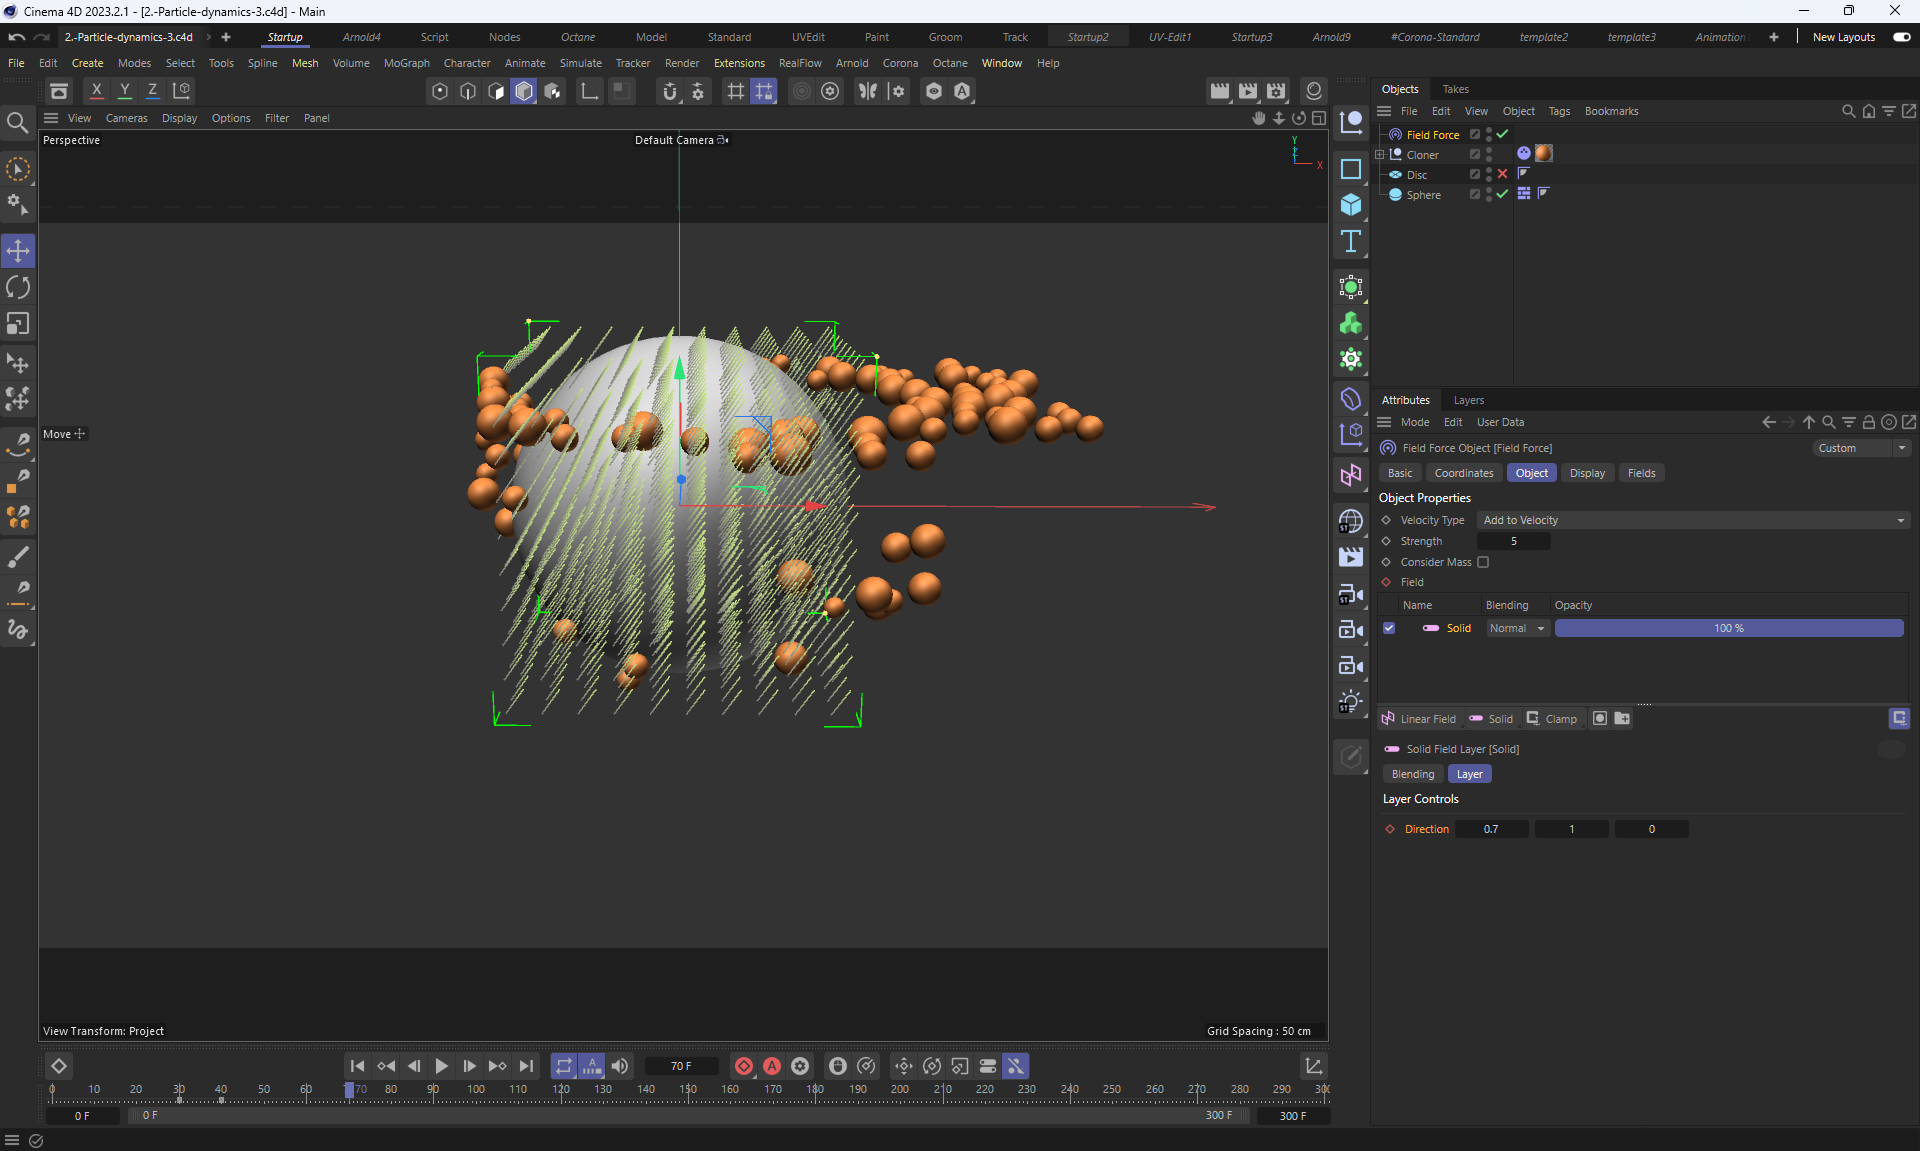 Cinema 4D 2023.2.1 - [2.-Particle-dynamics-3.c4d] - Main
2.-Particle-dynamics-3.c4d Startup Arnold4 Script Nodes Octane Model Standard UVEdit Paint Groom Track Startup2 UV-Edit1 Startup3 Arnold9 #Corona-Standard template2 template3 Animation New Layouts
File Edit Create Modes Select Tools Spline Mesh Volume MoGraph Character Animate Simulate Tracker Render Extensions RealFlow Arnold Corona Octane Window Help
X Y Z
Objects Takes
View Cameras Display Options Filter Panel
File Edit View Object Tags Bookmarks
Perspective
Default Camera
Y
Z
X
Field Force
Cloner
Disc
Sphere
Move
Attributes Layers
Mode Edit User Data
Field Force Object [Field Force]
Custom
Basic Coordinates Object Display Fields
Object Properties
Velocity Type Add to Velocity
Strength 5
Consider Mass
Field
Name Blending Opacity
Solid Normal 100 %
Linear Field Solid Clamp
Solid Field Layer [Solid]
Blending Layer
Layer Controls
Direction 0.7 1 0
ST
ST
ST
View Transform: Project
Grid Spacing : 50 cm
70 F
0 10 20 30 40 50 60 70 80 90 100 110 120 130 140 150 160 170 180 190 200 210 220 230 240 250 260 270 280 290 30
0 F
0 F
300 F
300 F